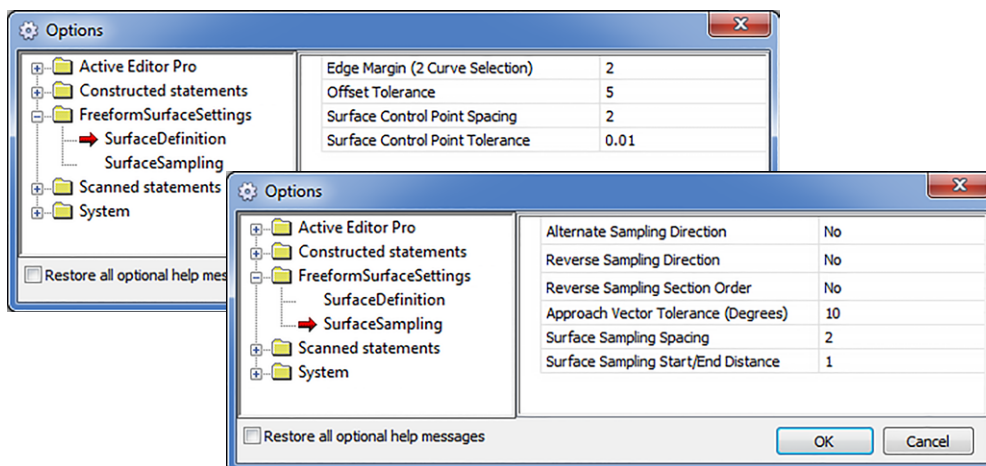 Options
Active Editor Pro
Constructed statements
FreeformSurfaceSettings
SurfaceDefinition
SurfaceSampling
Scanned statements
System
Edge Margin (2 Curve Selection) 2
Offset Tolerance 5
Surface Control Point Spacing 2
Surface Control Point Tolerance 0.01
Restore all optional help
Options
Active Editor Pro
Constructed statements
FreeformSurfaceSettings
SurfaceDefinition
SurfaceSampling
Scanned statements
System
Alternate Sampling Direction No
Reverse Sampling Direction No
Reverse Sampling Section Order No
Approach Vector Tolerance (Degrees) 10
Surface Sampling Spacing 2
Surface Sampling Start/End Distance 1
Restore all optional help messages
OK Cancel